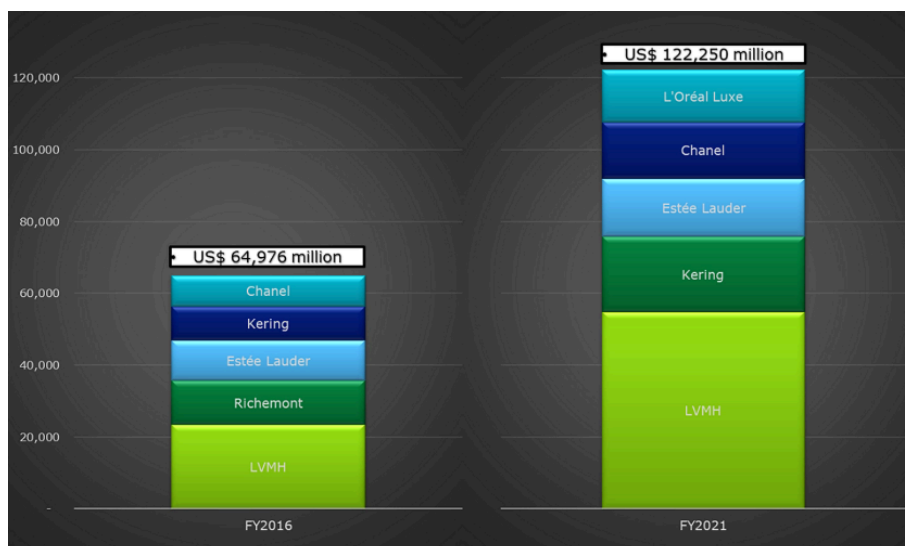 120,000
100,000
80,000
60,000
40,000
20,000
-
US$ 64,976 million
Chanel
Kering
Estée Lauder
Richemont
LVMH
FY2016
US$ 122,250 million
L'Oréal Luxe
Chanel
Estée Lauder
Kering
LVMH
FY2021